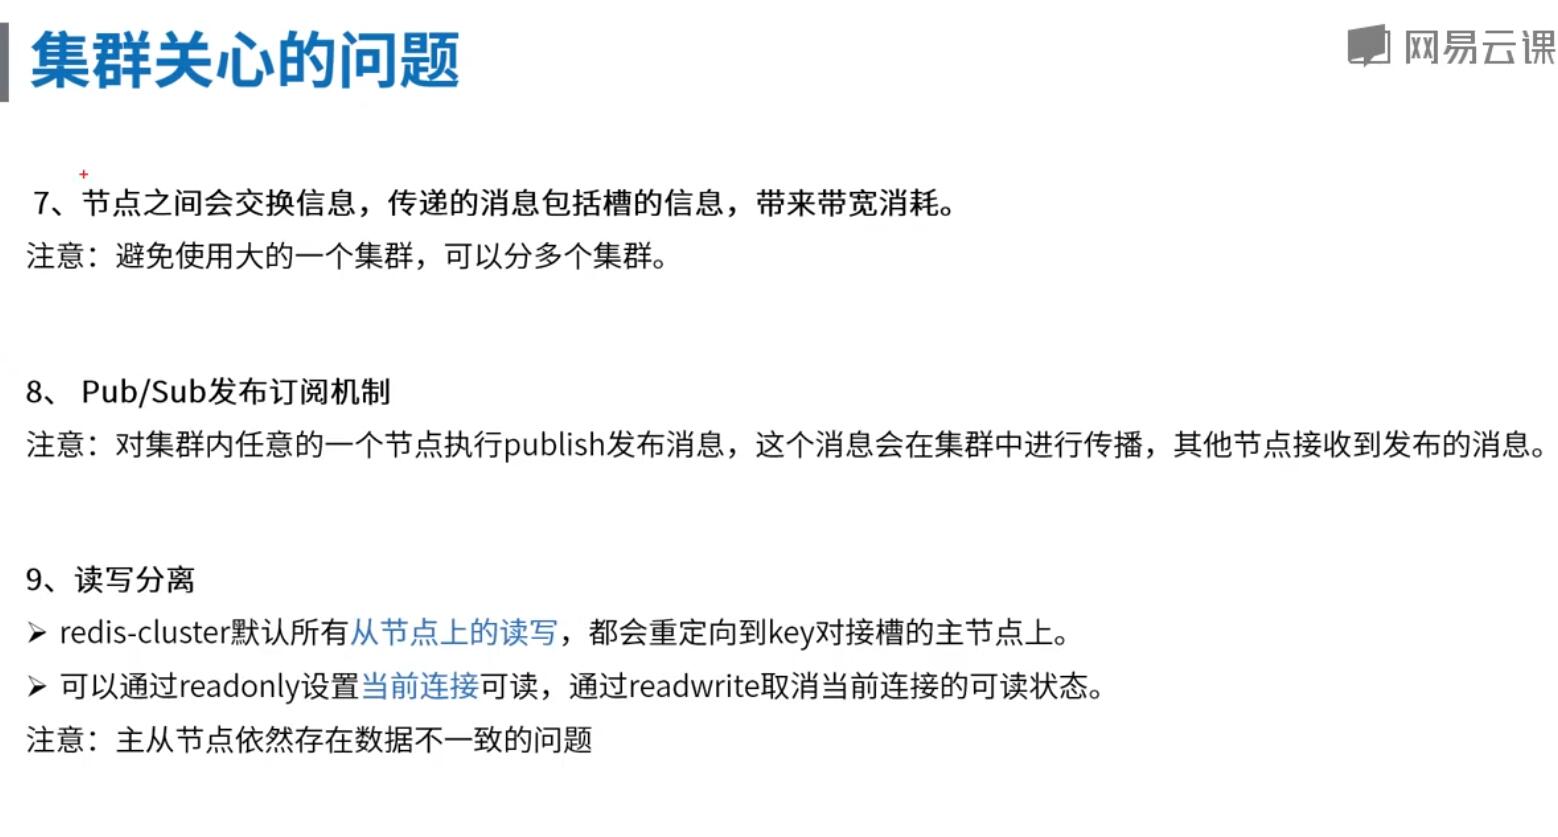 集群关心的问题
网易云课
7、节点之间会交换信息，传递的消息包括槽的信息，带来带宽消耗。
注意：避免使用大的一个集群，可以分多个集群。
8、 Pub/Sub发布订阅机制
注意：对集群内任意的一个节点执行publish发布消息，这个消息会在集群中进行传播，其他节点接收到发布的消息。
9、读写分离
➢ redis-cluster默认所有从节点上的读写，都会重定向到key对接槽的主节点上。
➢ 可以通过readonly设置当前连接可读，通过readwrite取消当前连接的可读状态。
注意：主从节点依然存在数据不一致的问题